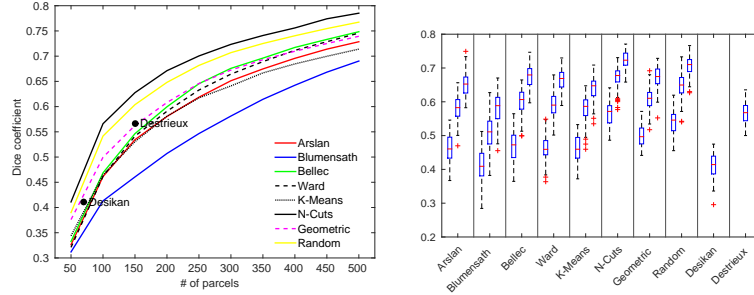 0.8
0.75
0.7
0.65
0.6
0.55
0.5
0.45
0.4
0.35
0.3
Dice coefficient
50 100 150 200 250 300 350 400 450 500
# of parcels
Destrieux
Desikan
Arslan
Blumensath
Bellec
Ward
K-Means
N-Cuts
Geometric
Random
0.8
0.7
0.6
0.5
0.4
0.3
0.2
Arslan
Blumensath
Bellec
Ward
K-Means
N-Cuts
Geometric
Random
Desikan
Destrieux